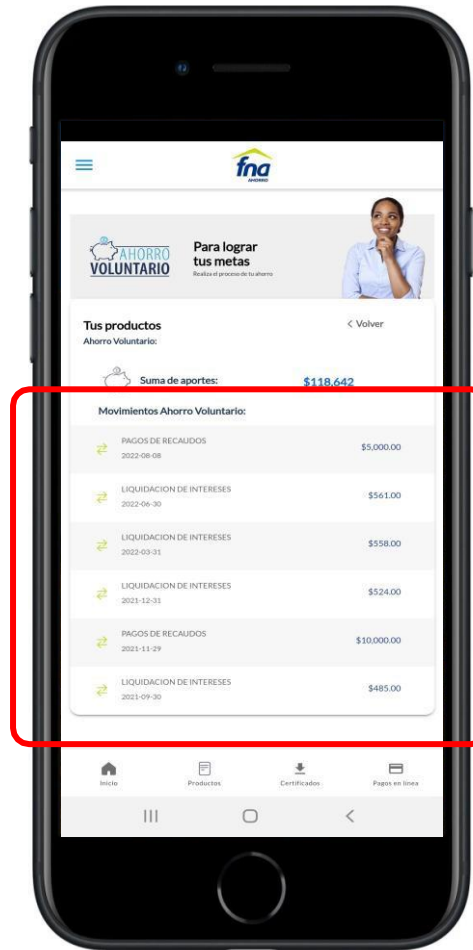 fna
AHORRO
AHORRO
VOLUNTARIO
Para lograr
tus metas
Realiza el proceso de tu ahorro
Tus productos
< Volver
Ahorro Voluntario:
Suma de aportes: $118,642
Movimientos Ahorro Voluntario:
PAGOS DE RECAUDOS
2022-08-08
$5,000.00
LIQUIDACION DE INTERESES
2022-06-30
$561.00
LIQUIDACION DE INTERESES
2022-03-31
$558.00
LIQUIDACION DE INTERESES
2021-12-31
$524.00
PAGOS DE RECAUDOS
2021-11-29
$10,000.00
LIQUIDACION DE INTERESES
2021-09-30
$485.00
Inicio
Productos
Certificados
Pagos en línea